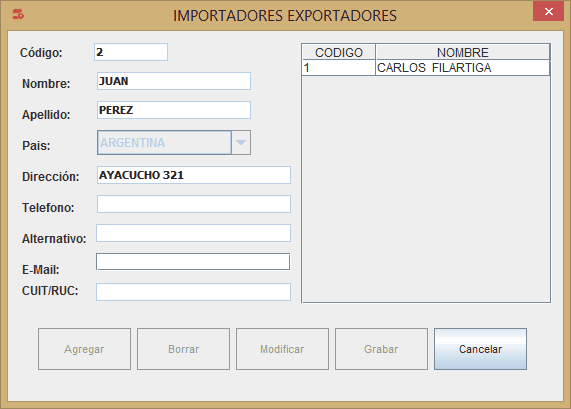 IMPORTADORES EXPORTADORES
Código: 2
Nombre: JUAN
Apellido: PEREZ
Pais: ARGENTINA
Dirección: AYACUCHO 321
Telefono:
Alternativo:
E-Mail:
CUIT/RUC:
CODIGO NOMBRE
1 CARLOS FILARTIGA
Agregar Borrar Modificar Grabar Cancelar